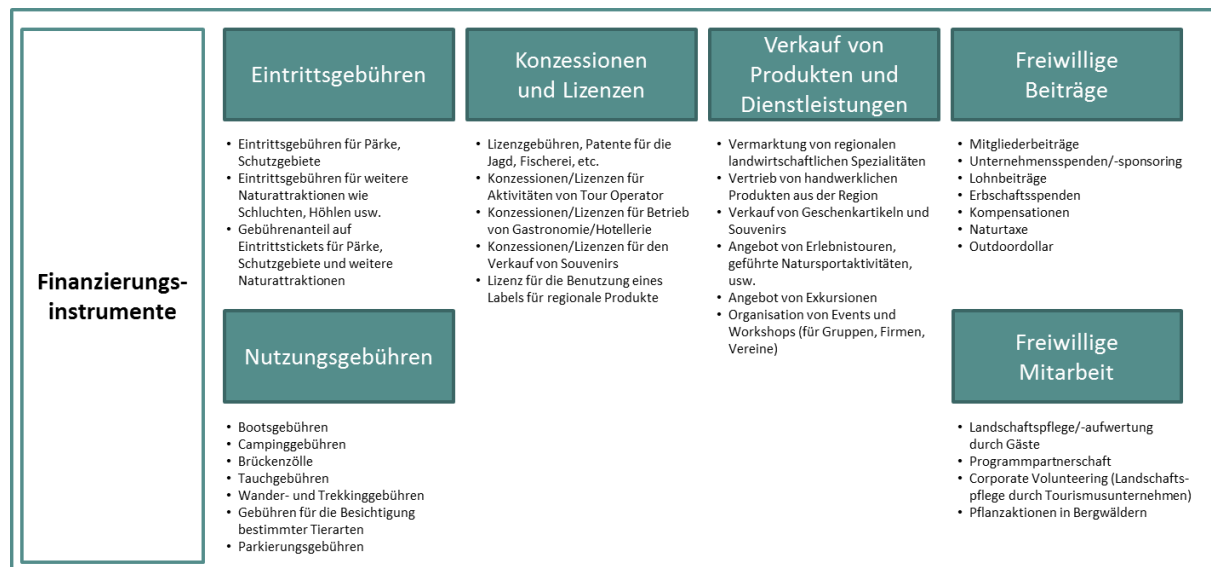 Finanzierungs-
instrumente
Eintrittsgebühren
• Eintrittsgebühren für Pärke,
Schutzgebiete
• Eintrittsgebühren für weitere
Naturattraktionen wie
Schluchten, Höhlen usw.
• Gebührenanteil auf
Eintrittstickets für Pärke,
Schutzgebiete und weitere
Naturattraktionen
Nutzungsgebühren
• Bootsgebühren
• Campinggebühren
• Brückenzölle
• Tauchgebühren
• Wander- und Trekkinggebühren
• Gebühren für die Besichtigung
bestimmter Tierarten
• Parkierungsgebühren
Konzessionen
und Lizenzen
• Lizenzgebühren, Patente für die
Jagd, Fischerei, etc.
• Konzessionen/Lizenzen für
Aktivitäten von Tour Operator
• Konzessionen/Lizenzen für Betrieb
von Gastronomie/Hotellerie
• Konzessionen/Lizenzen für den
Verkauf von Souvenirs
• Lizenz für die Benutzung eines
Labels für regionale Produkte
Verkauf von
Produkten und
Dienstleistungen
• Vermarktung von regionalen
landwirtschaftlichen Spezialitäten
• Vertrieb von handwerklichen
Produkten aus der Region
• Verkauf von Geschenkartikeln und
Souvenirs
• Angebot von Erlebnistouren,
geführte Natursportaktivitäten,
usw.
• Angebot von Exkursionen
• Organisation von Events und
Workshops (für Gruppen, Firmen,
Vereine)
Freiwillige
Beiträge
• Mitgliederbeiträge
• Unternehmensspenden/-sponsoring
• Lohnbeiträge
• Erbschaftsspenden
• Kompensationen
• Naturtaxe
• Outdoordollar
Freiwillige
Mitarbeit
• Landschaftspflege/-aufwertung
durch Gäste
• Programmpartnerschaft
• Corporate Volunteering (Landschafts-
pflege durch Tourismusunternehmen)
• Pflanzaktionen in Bergwäldern